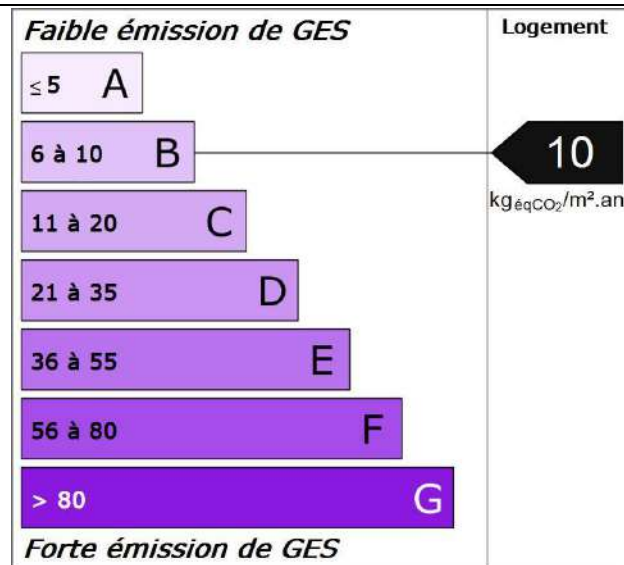 Faible émission de GES
Logement
≤ 5 A
6 à 10 B
10
kgéqCO₂/m².an
11 à 20 C
21 à 35 D
36 à 55 E
56 à 80 F
> 80 G
Forte émission de GES